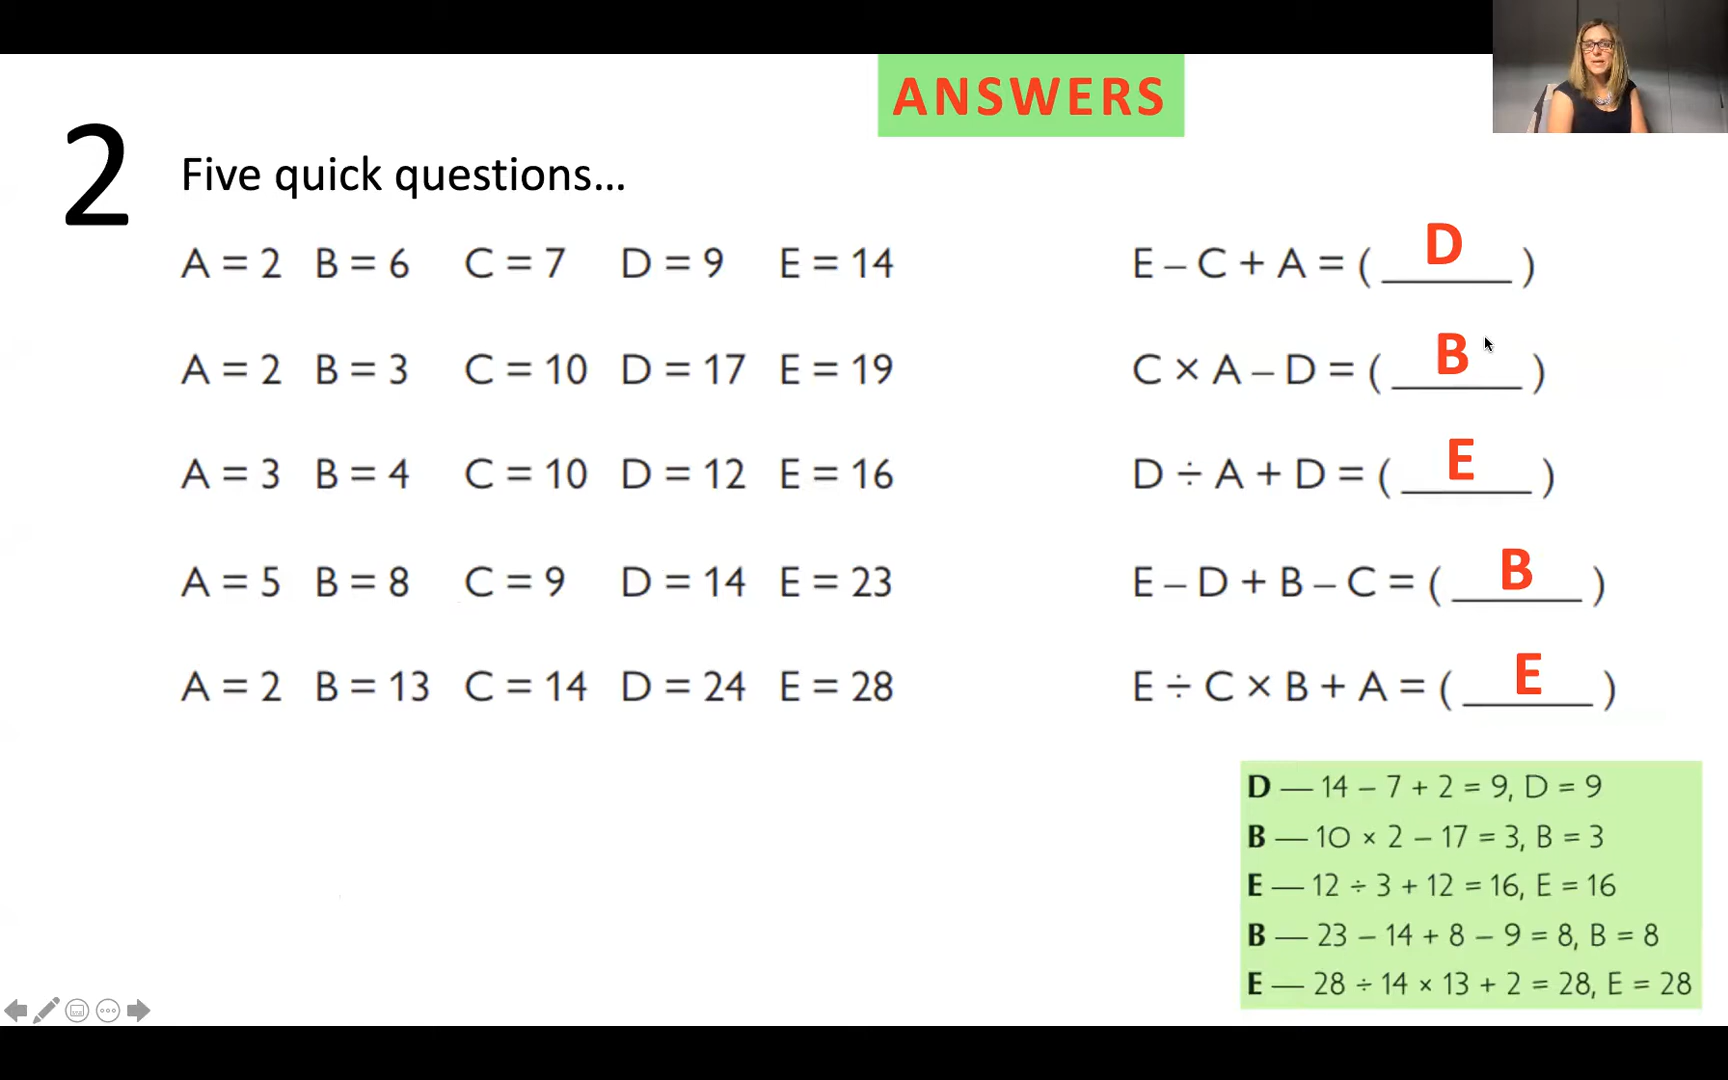 ANSWERS
2
Five quick questions...
A = 2 B = 6 C = 7 D = 9 E = 14 E – C + A = ( D )
A = 2 B = 3 C = 10 D = 17 E = 19 C × A – D = ( B )
A = 3 B = 4 C = 10 D = 12 E = 16 D ÷ A + D = ( E )
A = 5 B = 8 C = 9 D = 14 E = 23 E – D + B – C = ( B )
A = 2 B = 13 C = 14 D = 24 E = 28 E ÷ C × B + A = ( E )
D — 14 – 7 + 2 = 9, D = 9
B — 10 × 2 – 17 = 3, B = 3
E — 12 ÷ 3 + 12 = 16, E = 16
B — 23 – 14 + 8 – 9 = 8, B = 8
E — 28 ÷ 14 × 13 + 2 = 28, E = 28